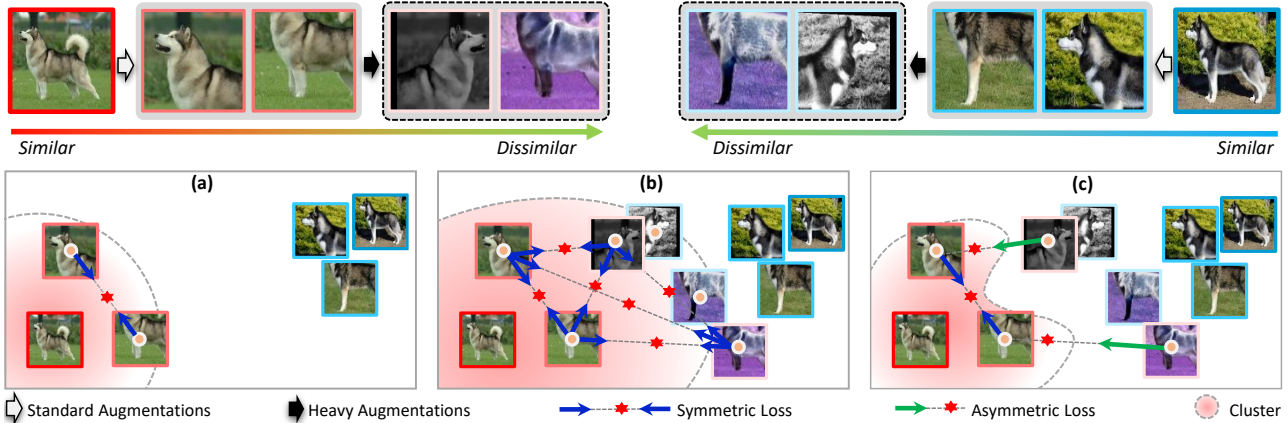 Similar Dissimilar Dissimilar Similar
(a) (b) (c)
Standard Augmentations Heavy Augmentations Symmetric Loss Asymmetric Loss Cluster